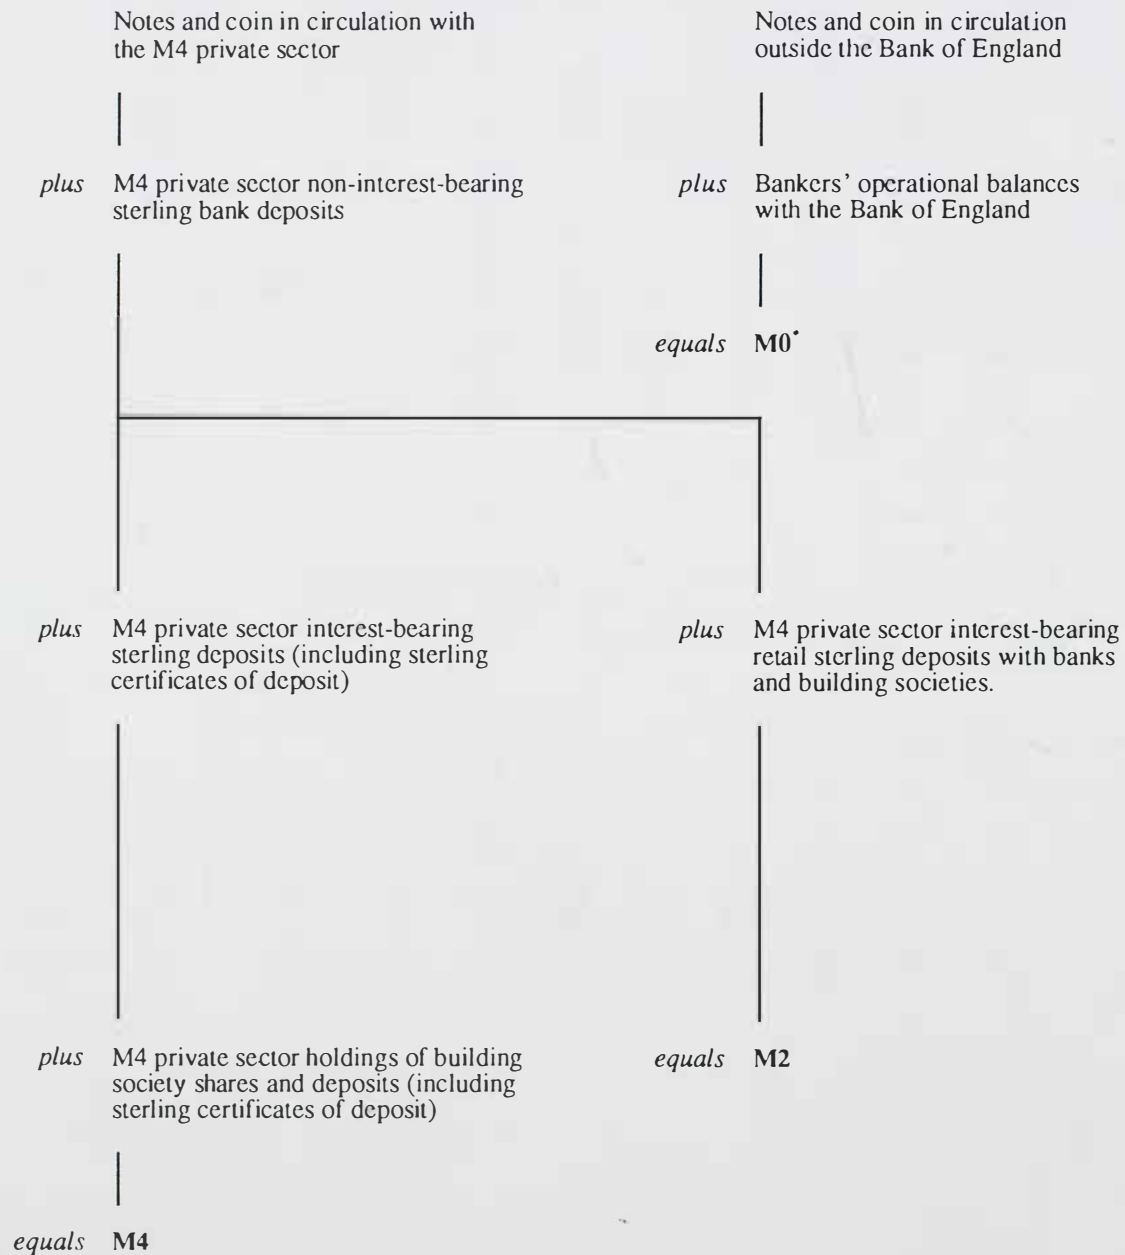 Notes and coin in circulation with
the M4 private sector
plus M4 private sector non-interest-bearing
sterling bank deposits
Notes and coin in circulation
outside the Bank of England
plus Bankers' operational balances
with the Bank of England
equals M0*
plus M4 private sector interest-bearing
sterling deposits (including sterling
certificates of deposit)
plus M4 private sector interest-bearing
retail sterling deposits with banks
and building societies.
plus M4 private sector holdings of building
society shares and deposits (including
sterling certificates of deposit)
equals M2
equals M4